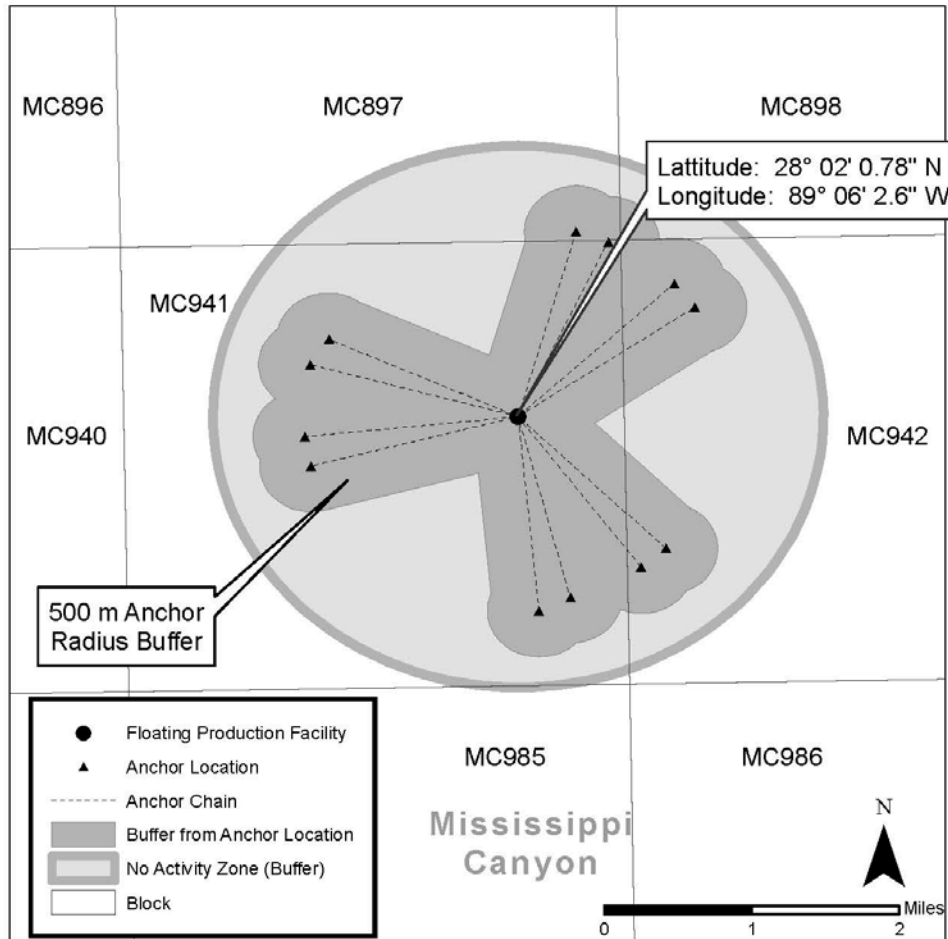 MC896
MC897
MC898
Lattitude: 28° 02' 0.78" N
Longitude: 89° 06' 2.6" W
MC941
MC940
MC942
500 m Anchor
Radius Buffer
Floating Production Facility
Anchor Location
Anchor Chain
Buffer from Anchor Location
No Activity Zone (Buffer)
Block
MC985
MC986
Mississippi
Canyon
N
Miles
0 1 2